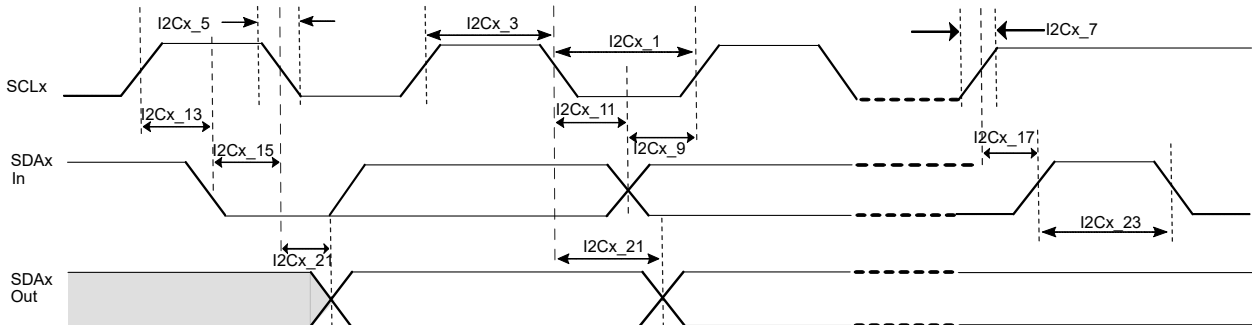 I2Cx_5
I2Cx_3
I2Cx_1
I2Cx_7
SCLx
I2Cx_13
I2Cx_11
I2Cx_9
I2Cx_17
SDAx
In
I2Cx_15
I2Cx_23
I2Cx_21
I2Cx_21
SDAx
Out